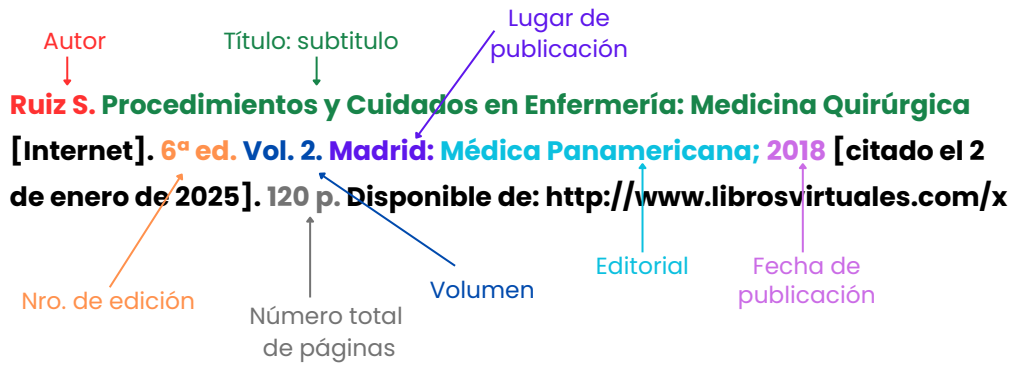 Lugar de
publicación
Autor
Título: subtitulo
Ruiz S. Procedimientos y Cuidados en Enfermería: Medicina Quirúrgica
[Internet]. 6ª ed. Vol. 2. Madrid: Médica Panamericana; 2018 [citado el 2
de enero de 2025]. 120 p. Disponible de: http://www.librosvirtuales.com/x
Nro. de edición
Número total
de páginas
Volumen
Editorial
Fecha de
publicación